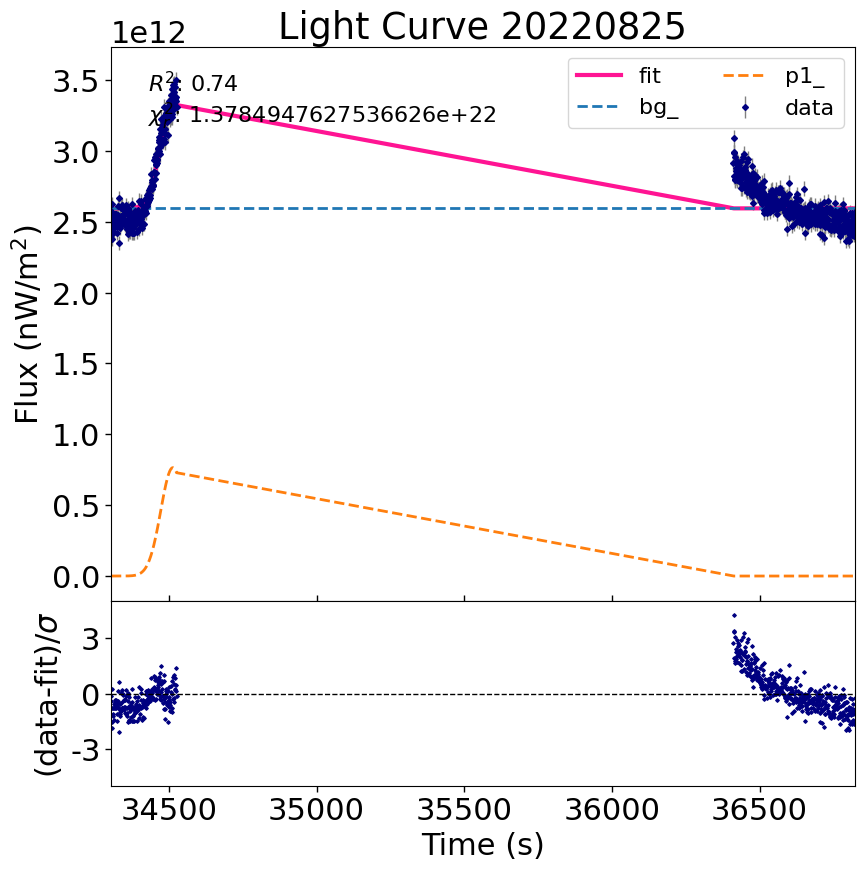 Light Curve 20220825
1e12
R²: 0.74
χ²: 1.3784947627536626e+22
fit
bg_
p1_
data
3.5
3.0
2.5
2.0
1.5
1.0
0.5
0.0
Flux (nW/m²)
3
0
-3
(data-fit)/σ
34500 35000 35500 36000 36500
Time (s)